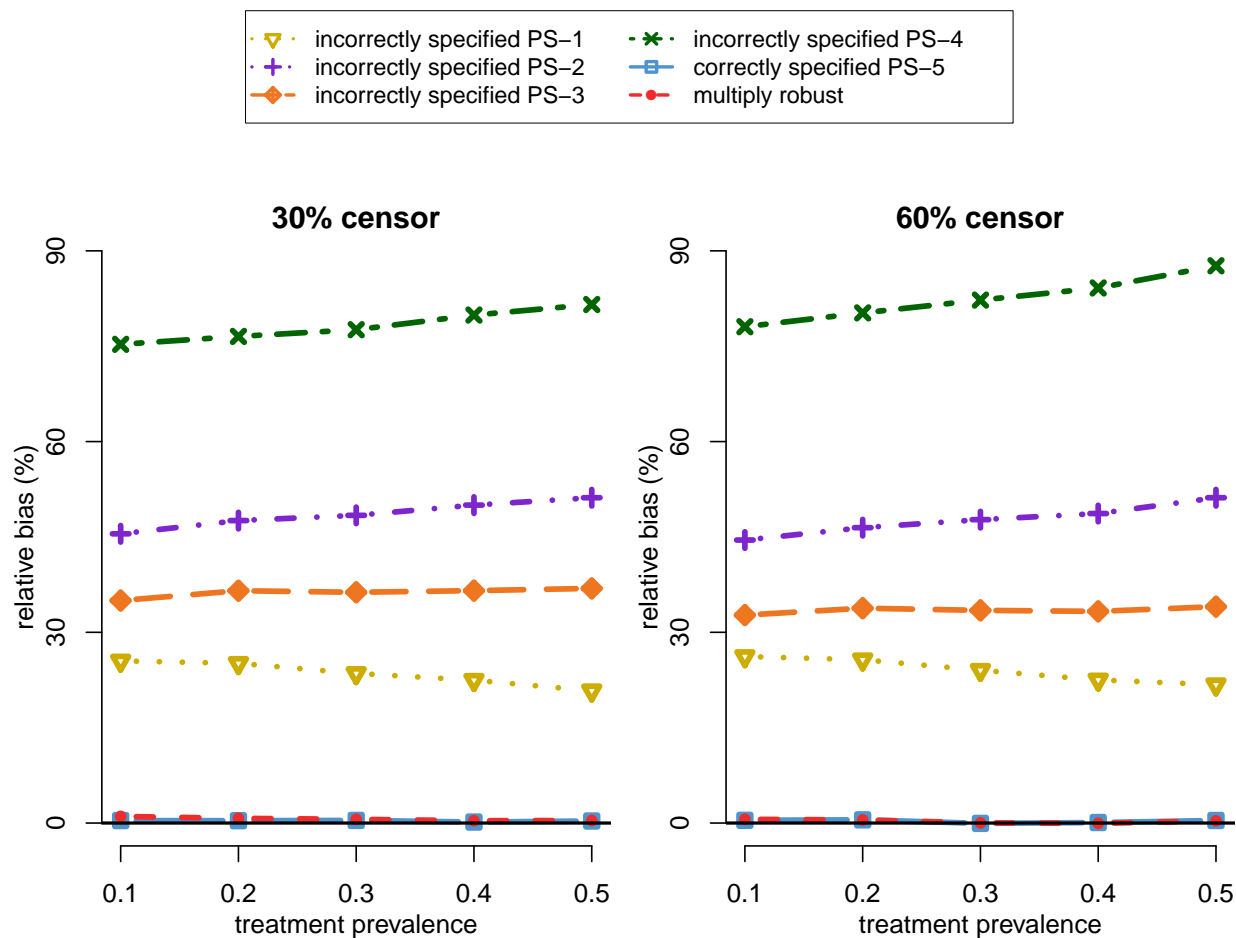 incorrectly specified PS−1
incorrectly specified PS−2
incorrectly specified PS−3
incorrectly specified PS−4
correctly specified PS−5
multiply robust
30% censor
90
60
30
0
relative bias (%)
0.1 0.2 0.3 0.4 0.5
treatment prevalence
60% censor
90
60
30
0
relative bias (%)
0.1 0.2 0.3 0.4 0.5
treatment prevalence